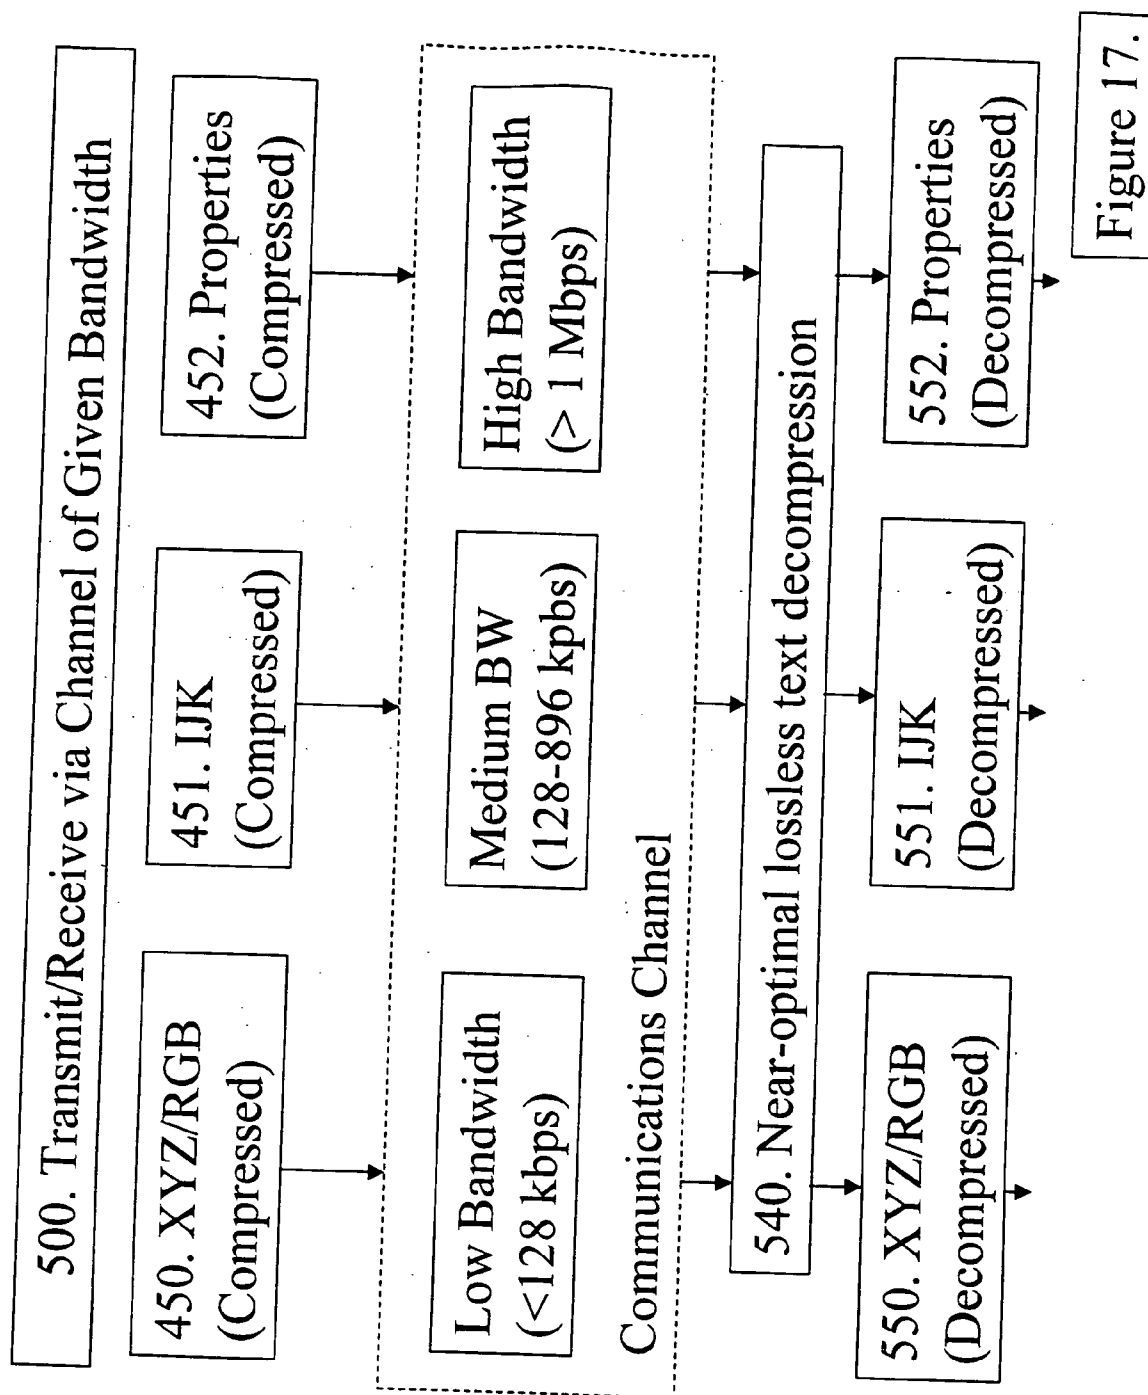 500. Transmit/Receive via Channel of Given Bandwidth
450. XYZ/RGB
(Compressed)
451. IJK
(Compressed)
452. Properties
(Compressed)
Low Bandwidth
(<128 kbps)
Medium BW
(128-896 kpbs)
High Bandwidth
(> 1 Mbps)
Communications Channel
540. Near-optimal lossless text decompression
550. XYZ/RGB
(Decompressed)
551. IJK
(Decompressed)
552. Properties
(Decompressed)
Figure 17.